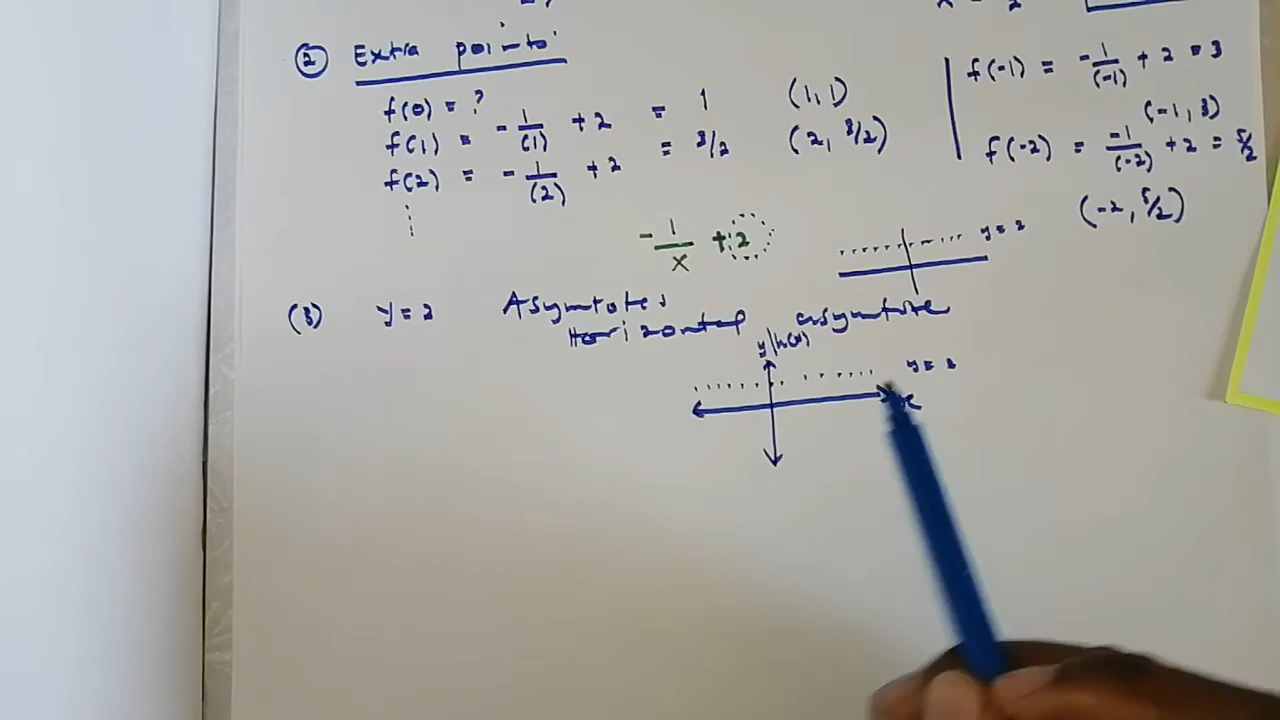 ② Extra points
f(0) = ?
f(1) = -1/(1) + 2 = 1 (1, 1)
f(2) = -1/(2) + 2 = 3/2 (2, 3/2)
f(-1) = -1/(-1) + 2 = 3
(-1, 3)
f(-2) = -1/(-2) + 2 = 5/2
(-2, 5/2)
-1/x + 2
y = 2
(3) y = 2 Asymtotes
Horizontal asymtote
y|h(x)
y = 2
x